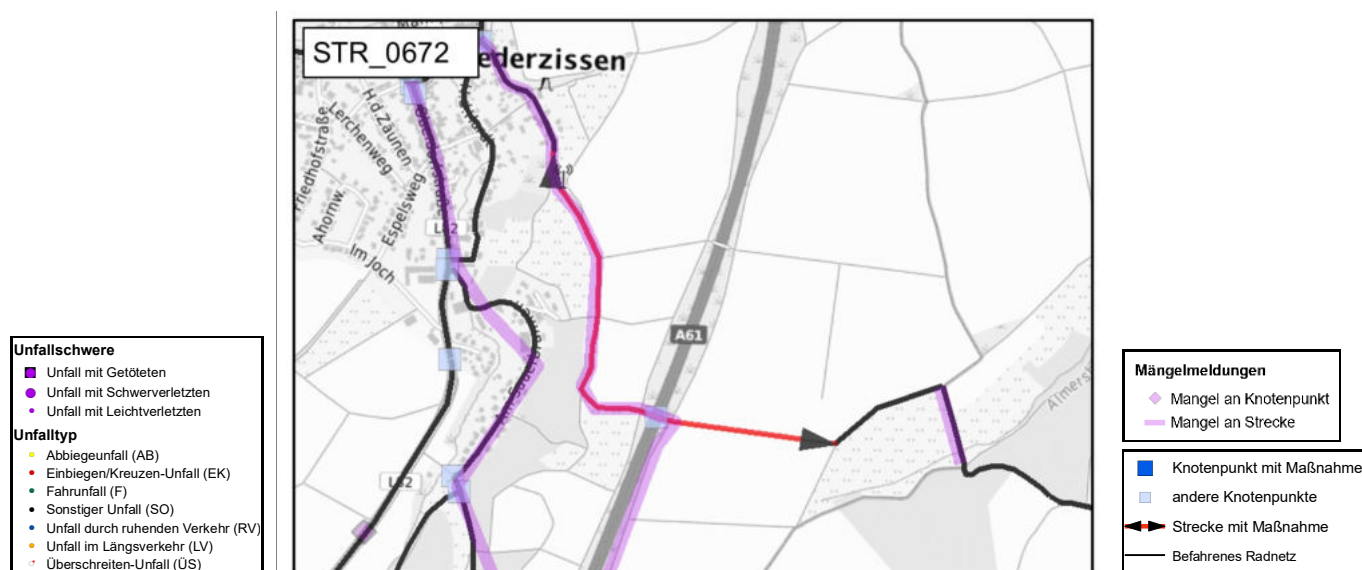 STR_0672
ederzissen
Friedhofstraße
Lerchenweg
H.d.Zäunen
Ahornw.
Espelsweg
Im Joch
L82
A61
L82
Unfallschwere
Unfall mit Getöteten
Unfall mit Schwerverletzten
Unfall mit Leichtverletzten
Unfalltyp
Abbiegeunfall (AB)
Einbiegen/Kreuzen-Unfall (EK)
Fahrunfall (F)
Sonstiger Unfall (SO)
Unfall durch ruhenden Verkehr (RV)
Unfall im Längsverkehr (LV)
Überschreiten-Unfall (ÜS)
Mängelmeldungen
Mangel an Knotenpunkt
Mangel an Strecke
Knotenpunkt mit Maßnahme
andere Knotenpunkte
Strecke mit Maßnahme
Befahrenes Radnetz